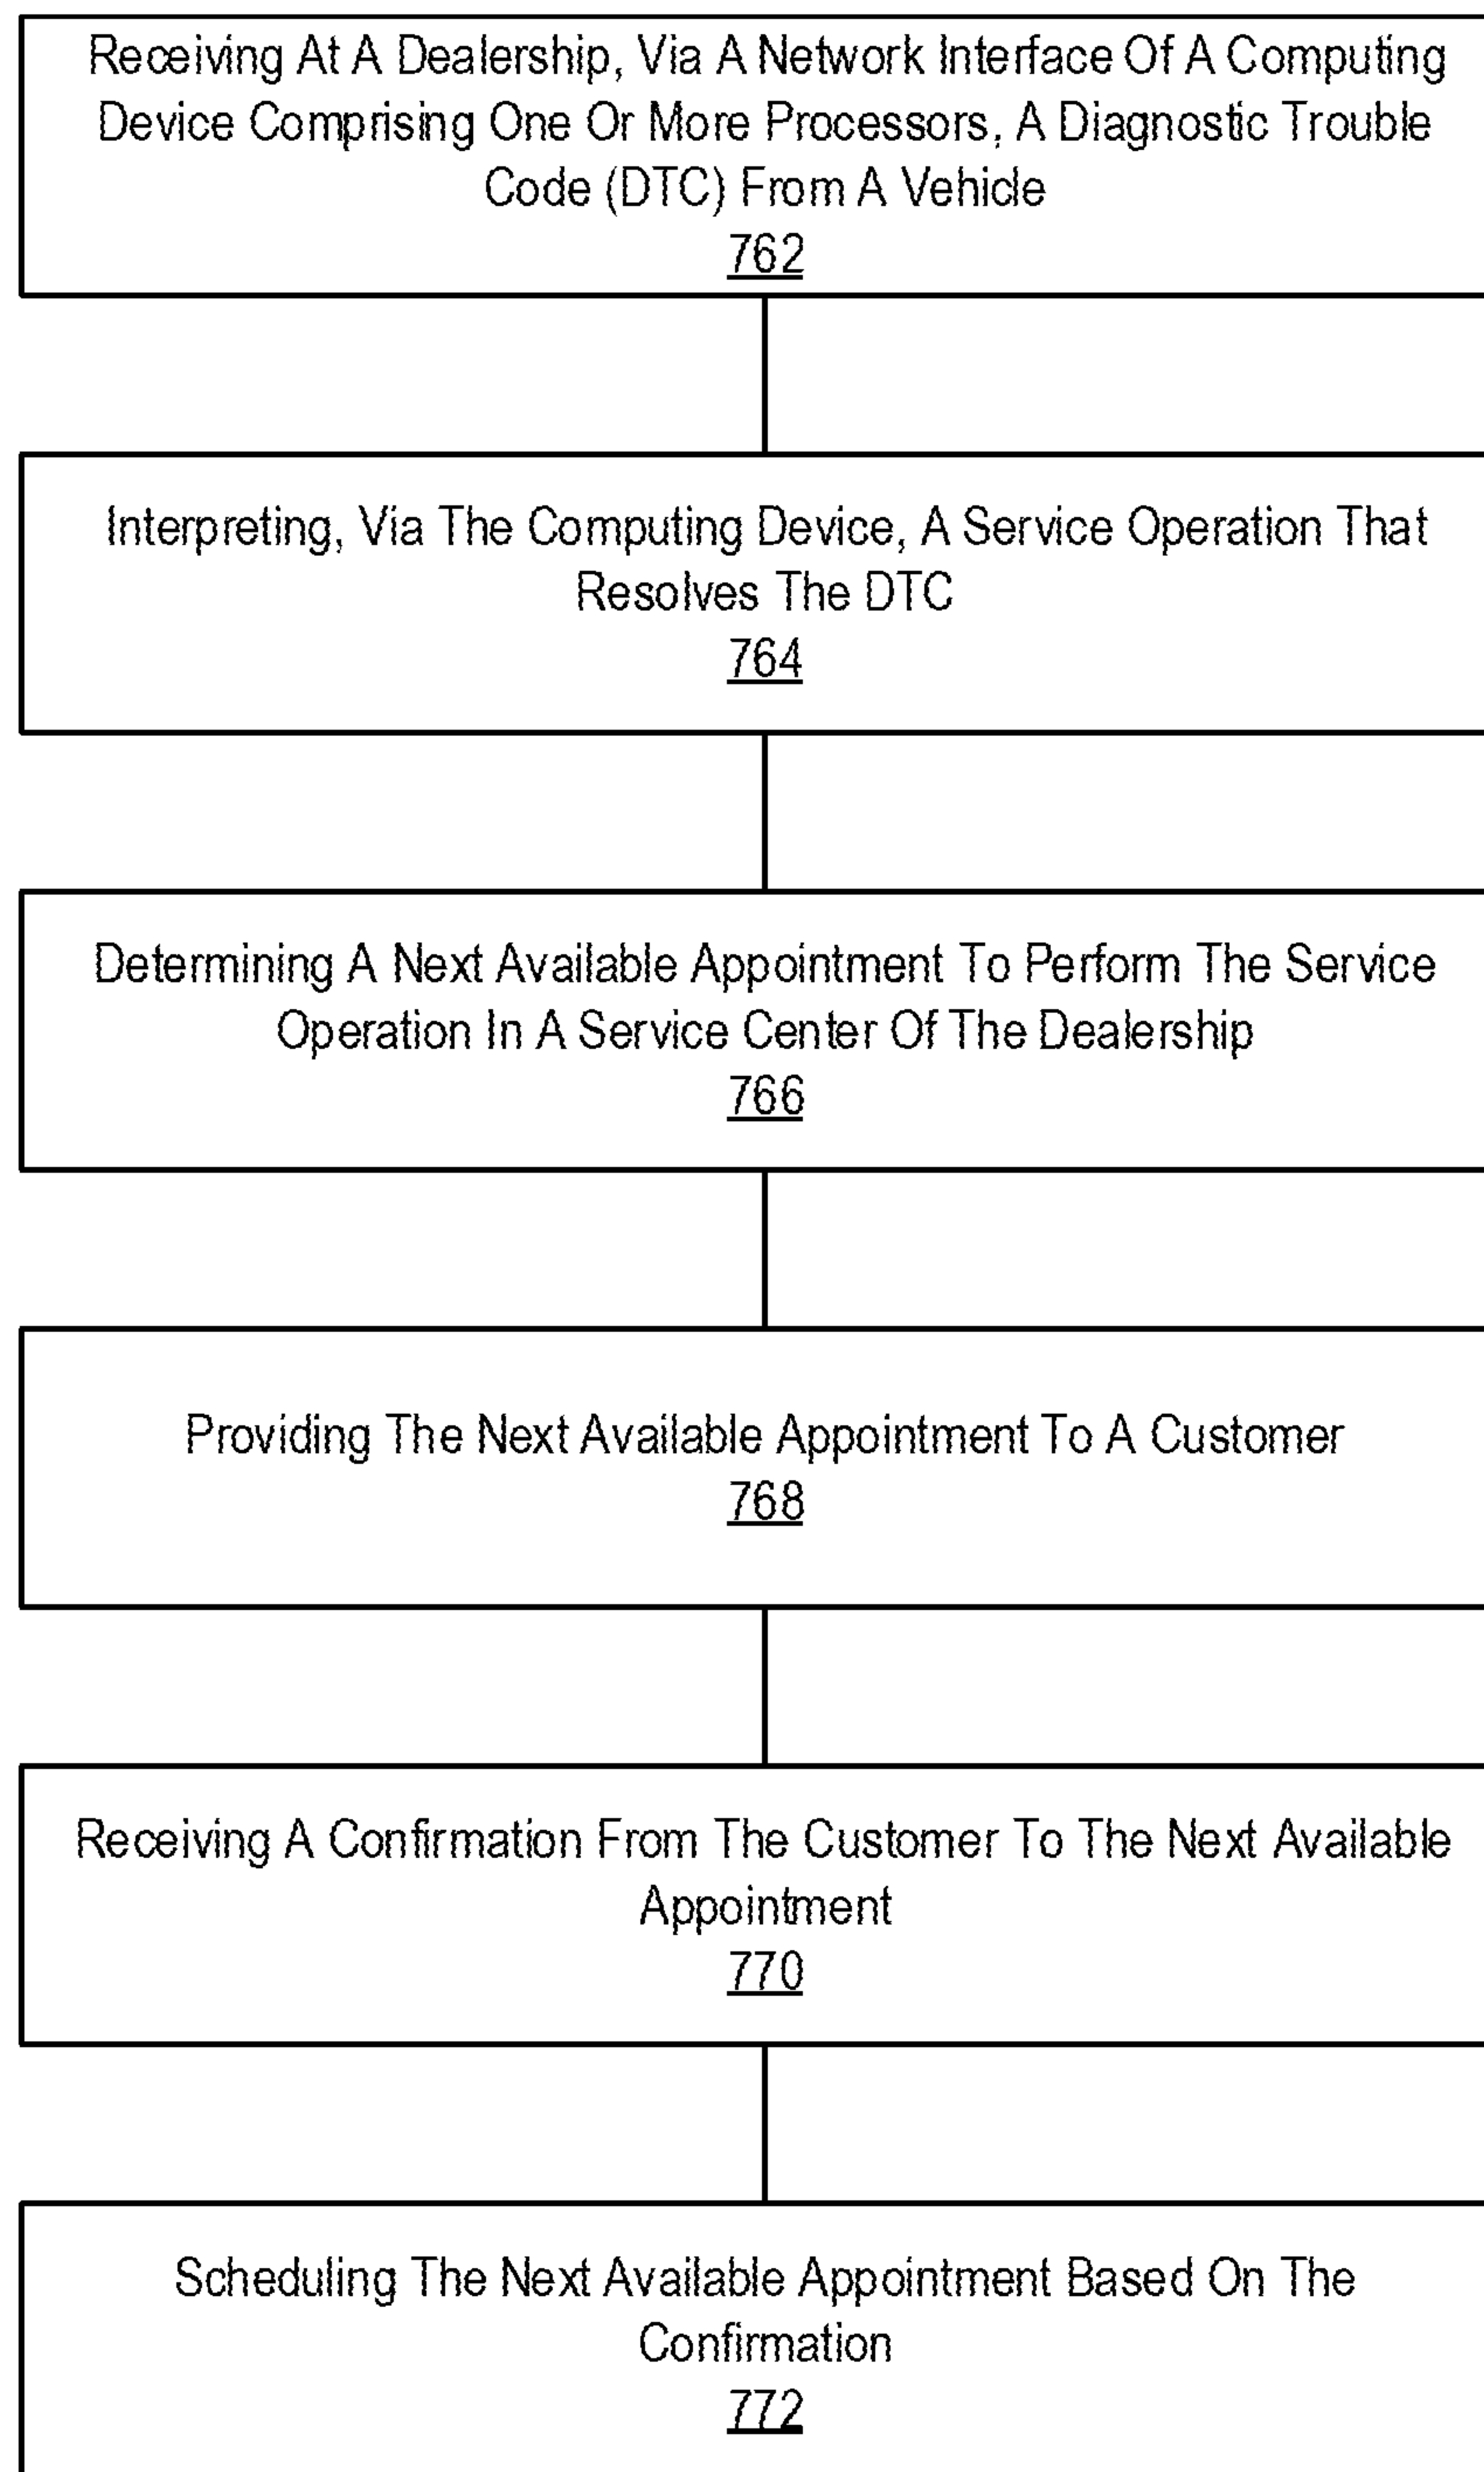 Receiving At A Dealership, Via A Network Interface Of A Computing
Device Comprising One Or More Processors, A Diagnostic Trouble
Code (DTC) From A Vehicle
762
Interpreting, Via The Computing Device, A Service Operation That
Resolves The DTC
764
Determining A Next Available Appointment To Perform The Service
Operation In A Service Center Of The Dealership
766
Providing The Next Available Appointment To A Customer
768
Receiving A Confirmation From The Customer To The Next Available
Appointment
770
Scheduling The Next Available Appointment Based On The
Confirmation
772